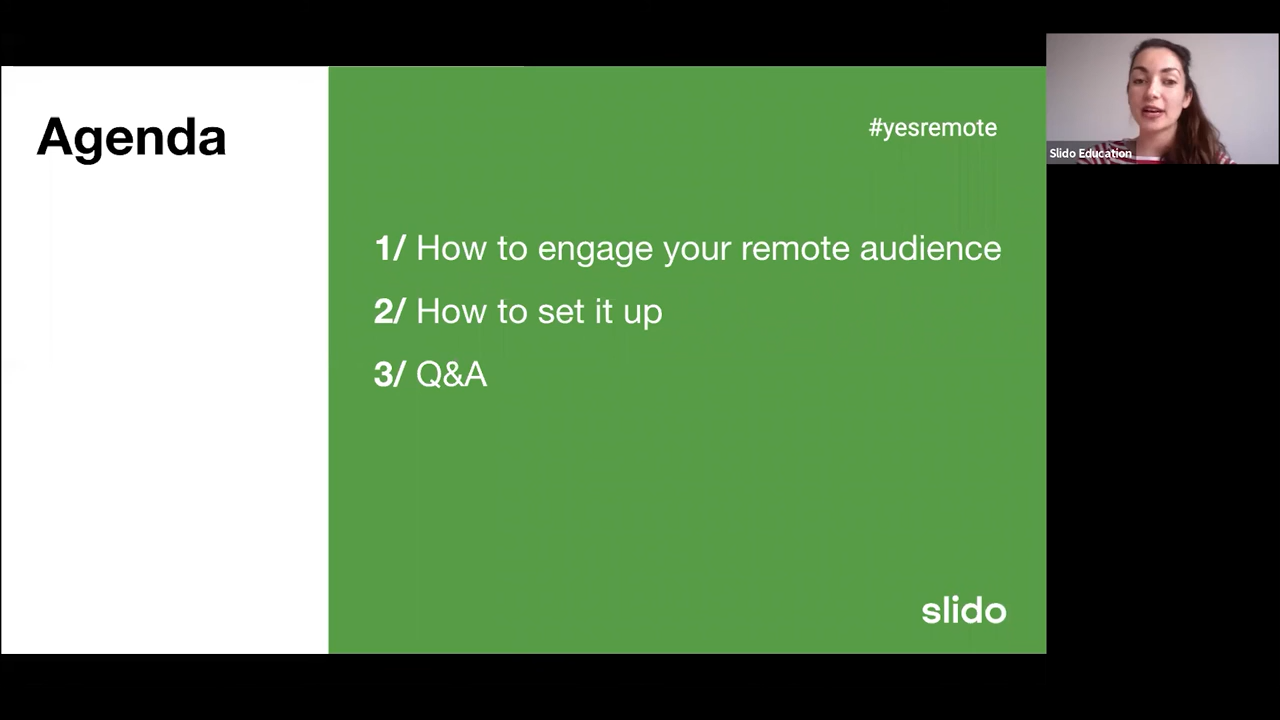 Agenda
#yesremote
1/ How to engage your remote audience
2/ How to set it up
3/ Q&A
slido
Slido Education